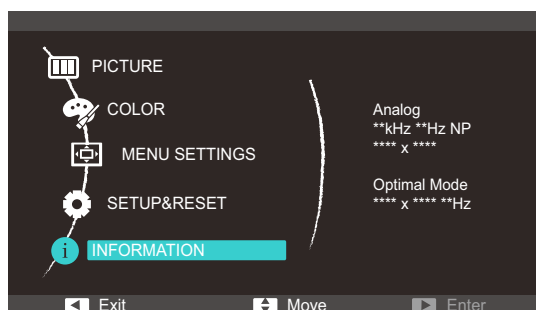 PICTURE
COLOR
MENU SETTINGS
SETUP&RESET
INFORMATION
Analog
**kHz **Hz NP
**** x ****
Optimal Mode
**** x **** **Hz
Exit
Move
Enter